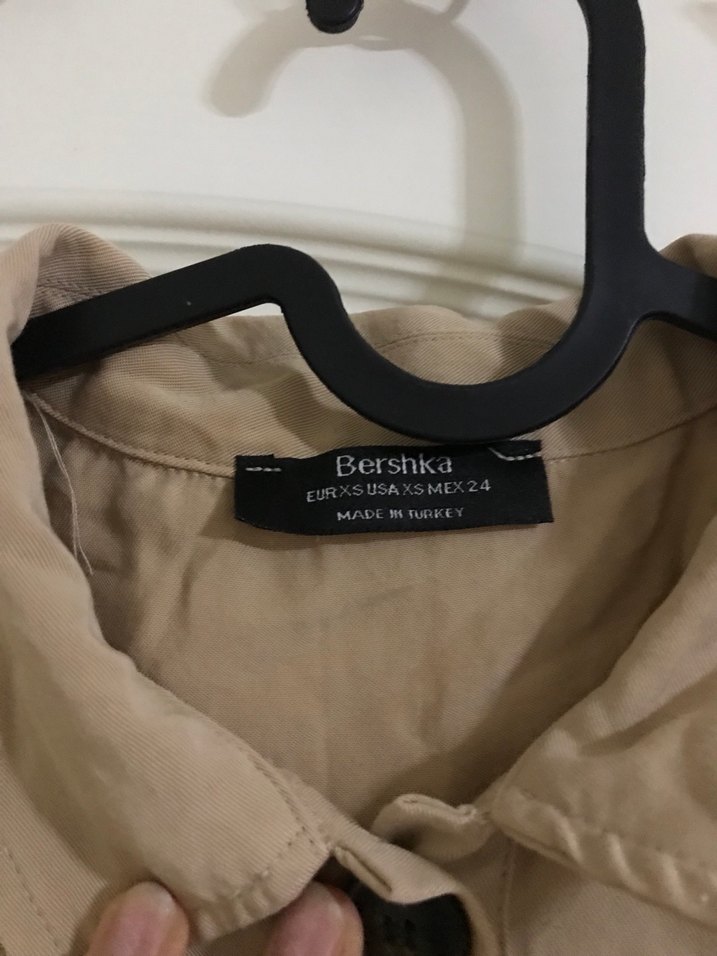 Bershka
EUR XS USA XS MEX 24
MADE IN TURKEY